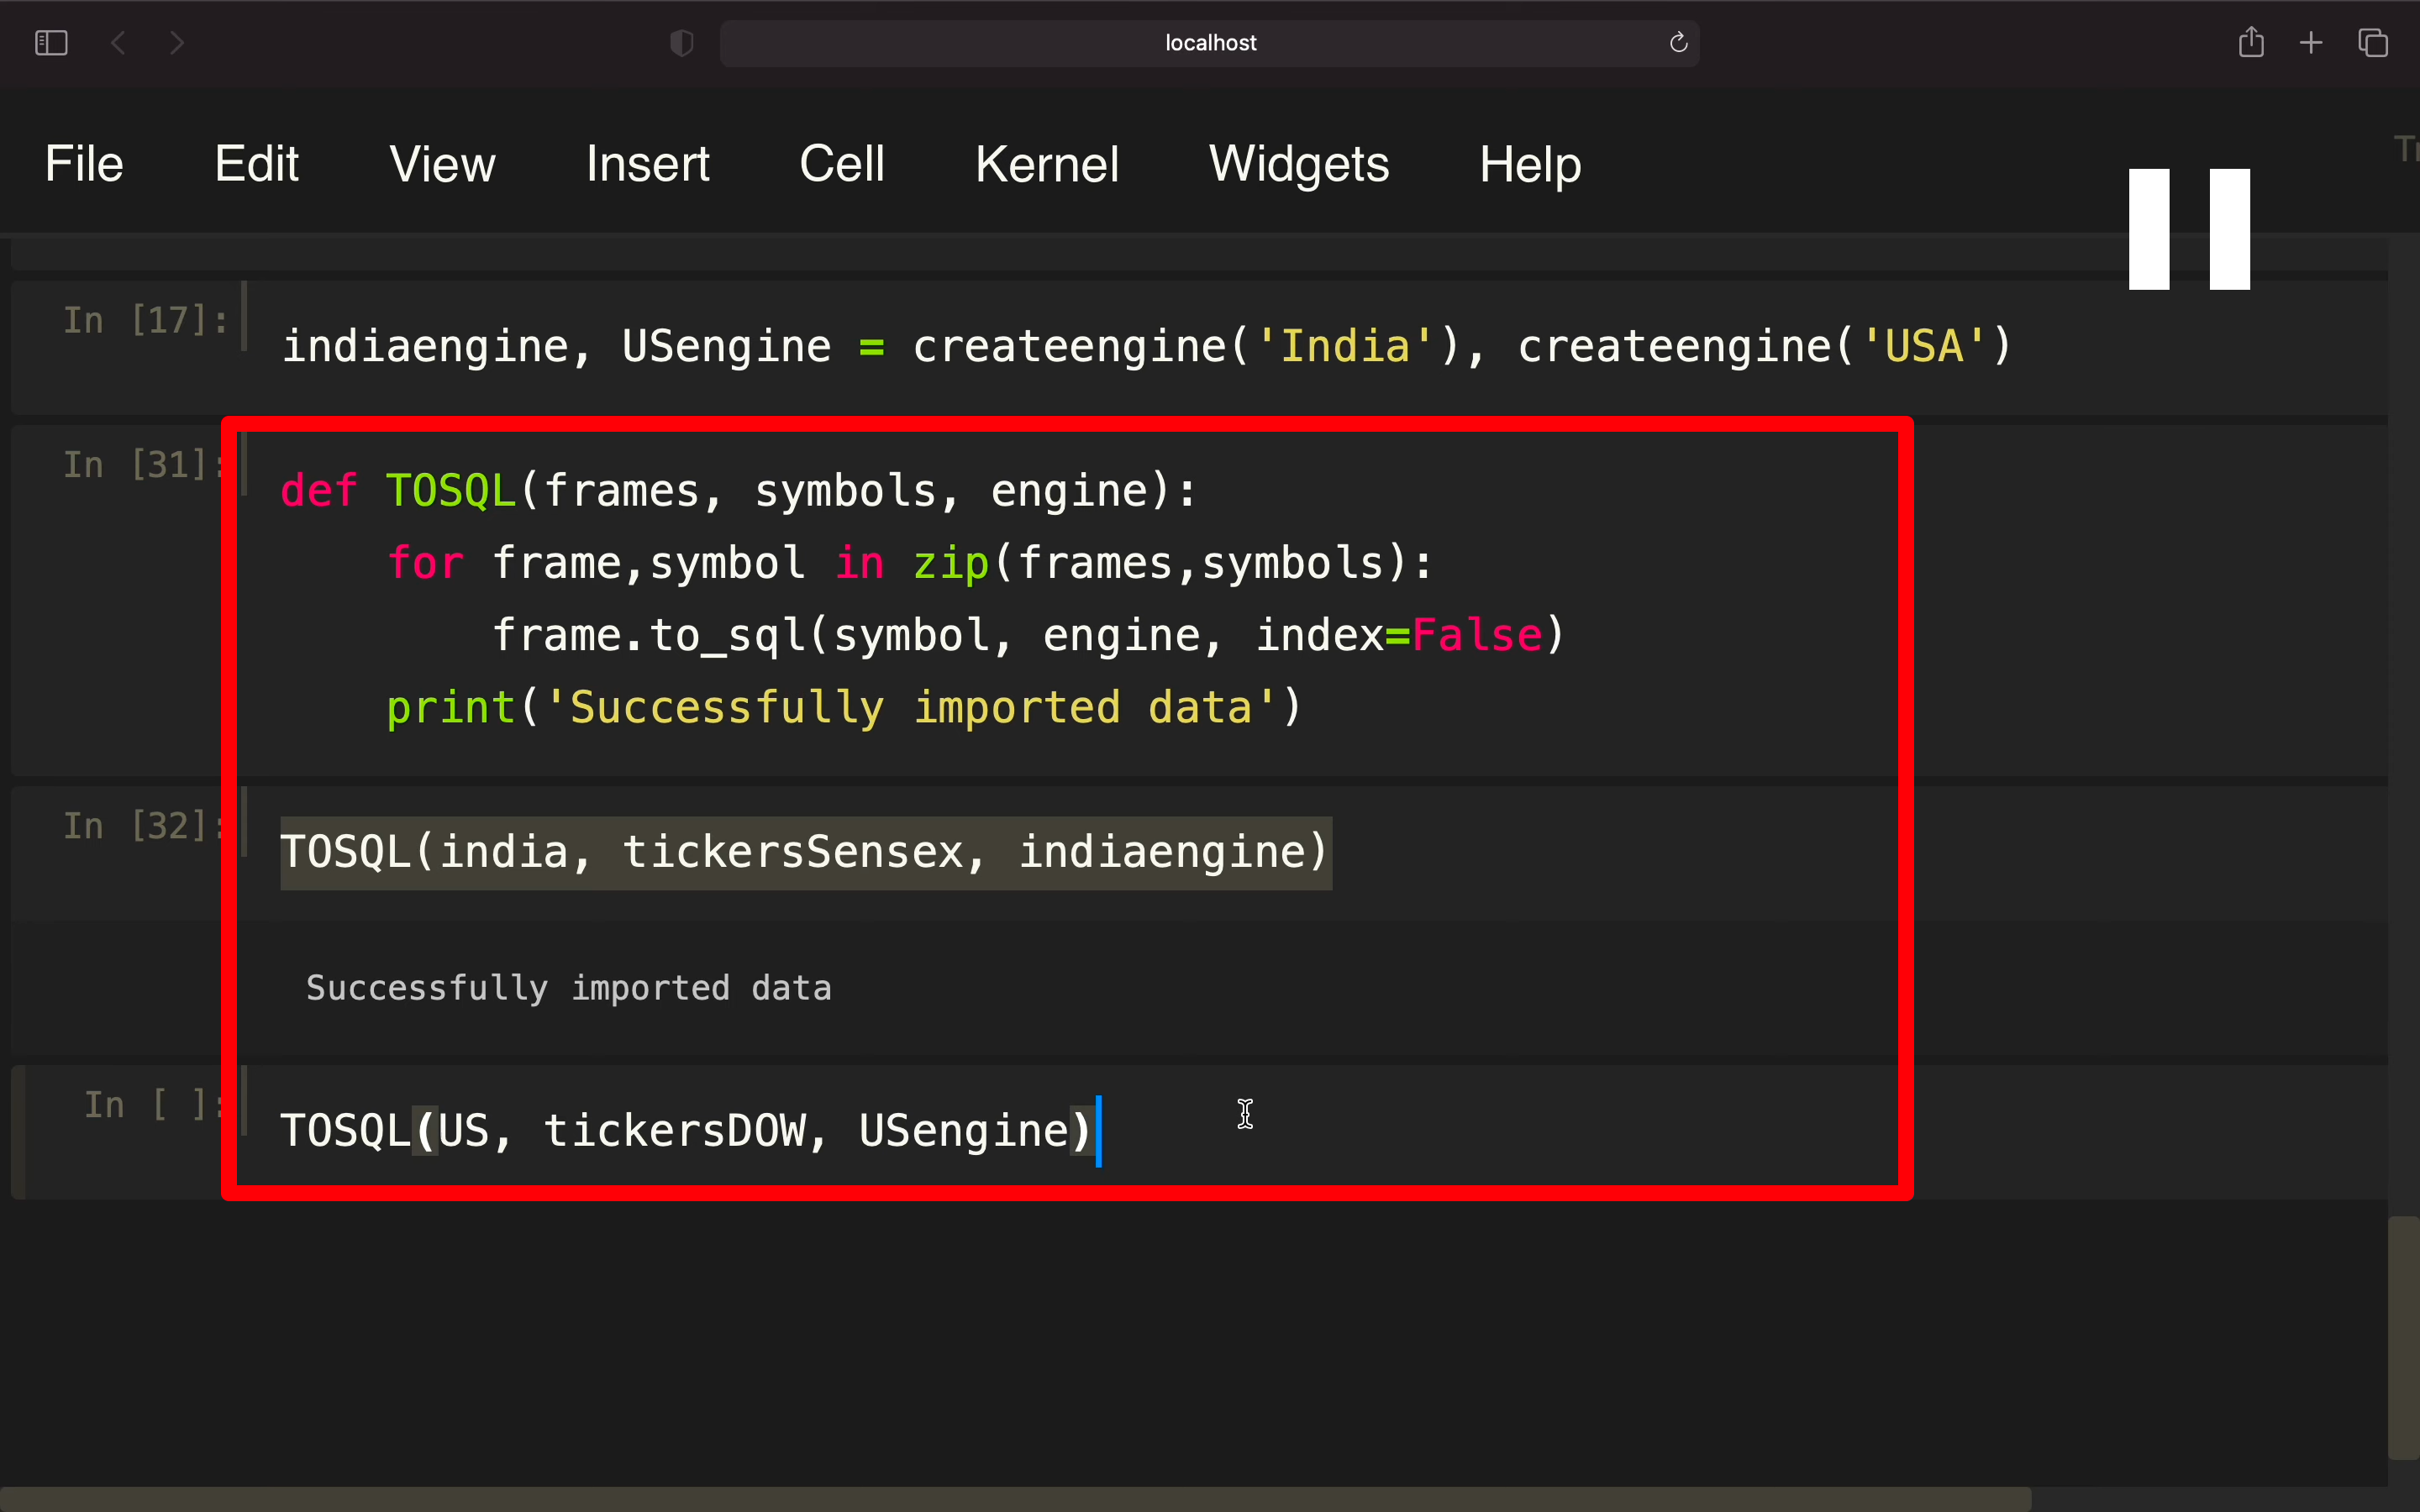 localhost
File Edit View Insert Cell Kernel Widgets Help
In [17]: indiaengine, USengine = createengine('India'), createengine('USA')
In [31]: def TOSQL(frames, symbols, engine):
for frame,symbol in zip(frames,symbols):
frame.to_sql(symbol, engine, index=False)
print('Successfully imported data')
In [32]: TOSQL(india, tickersSensex, indiaengine)
Successfully imported data
In [ ]: TOSQL(US, tickersDOW, USengine)